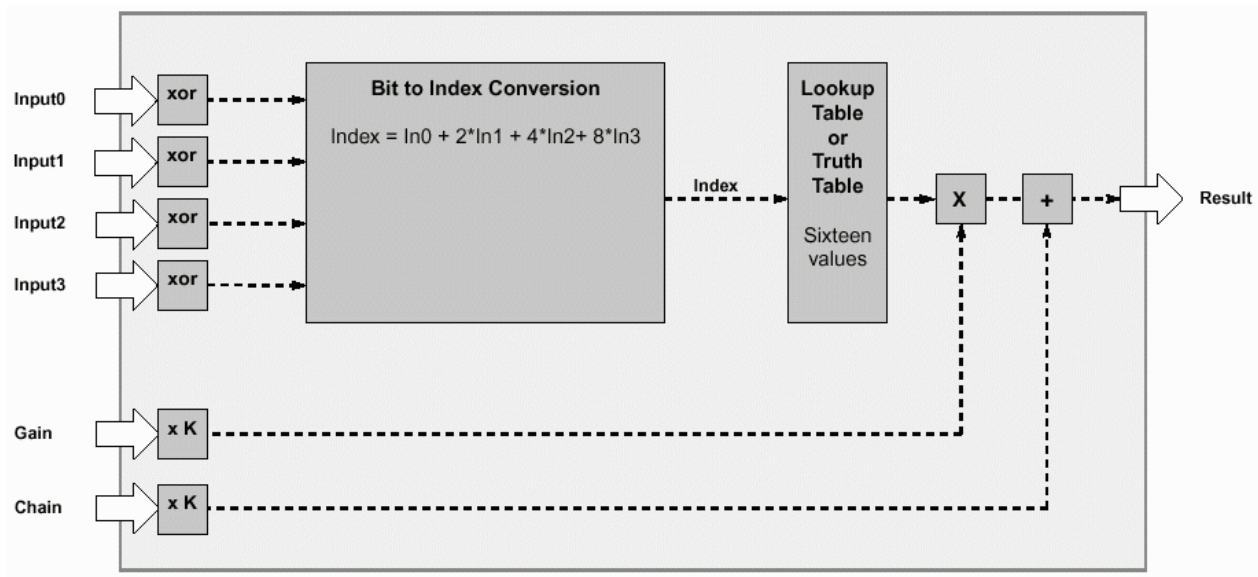 Input0
xor
Input1
xor
Input2
xor
Input3
xor
Bit to Index Conversion
Index = In0 + 2*In1 + 4*In2+ 8*In3
Index
Lookup
Table
or
Truth
Table
Sixteen
values
X
+
Result
Gain
x K
Chain
x K